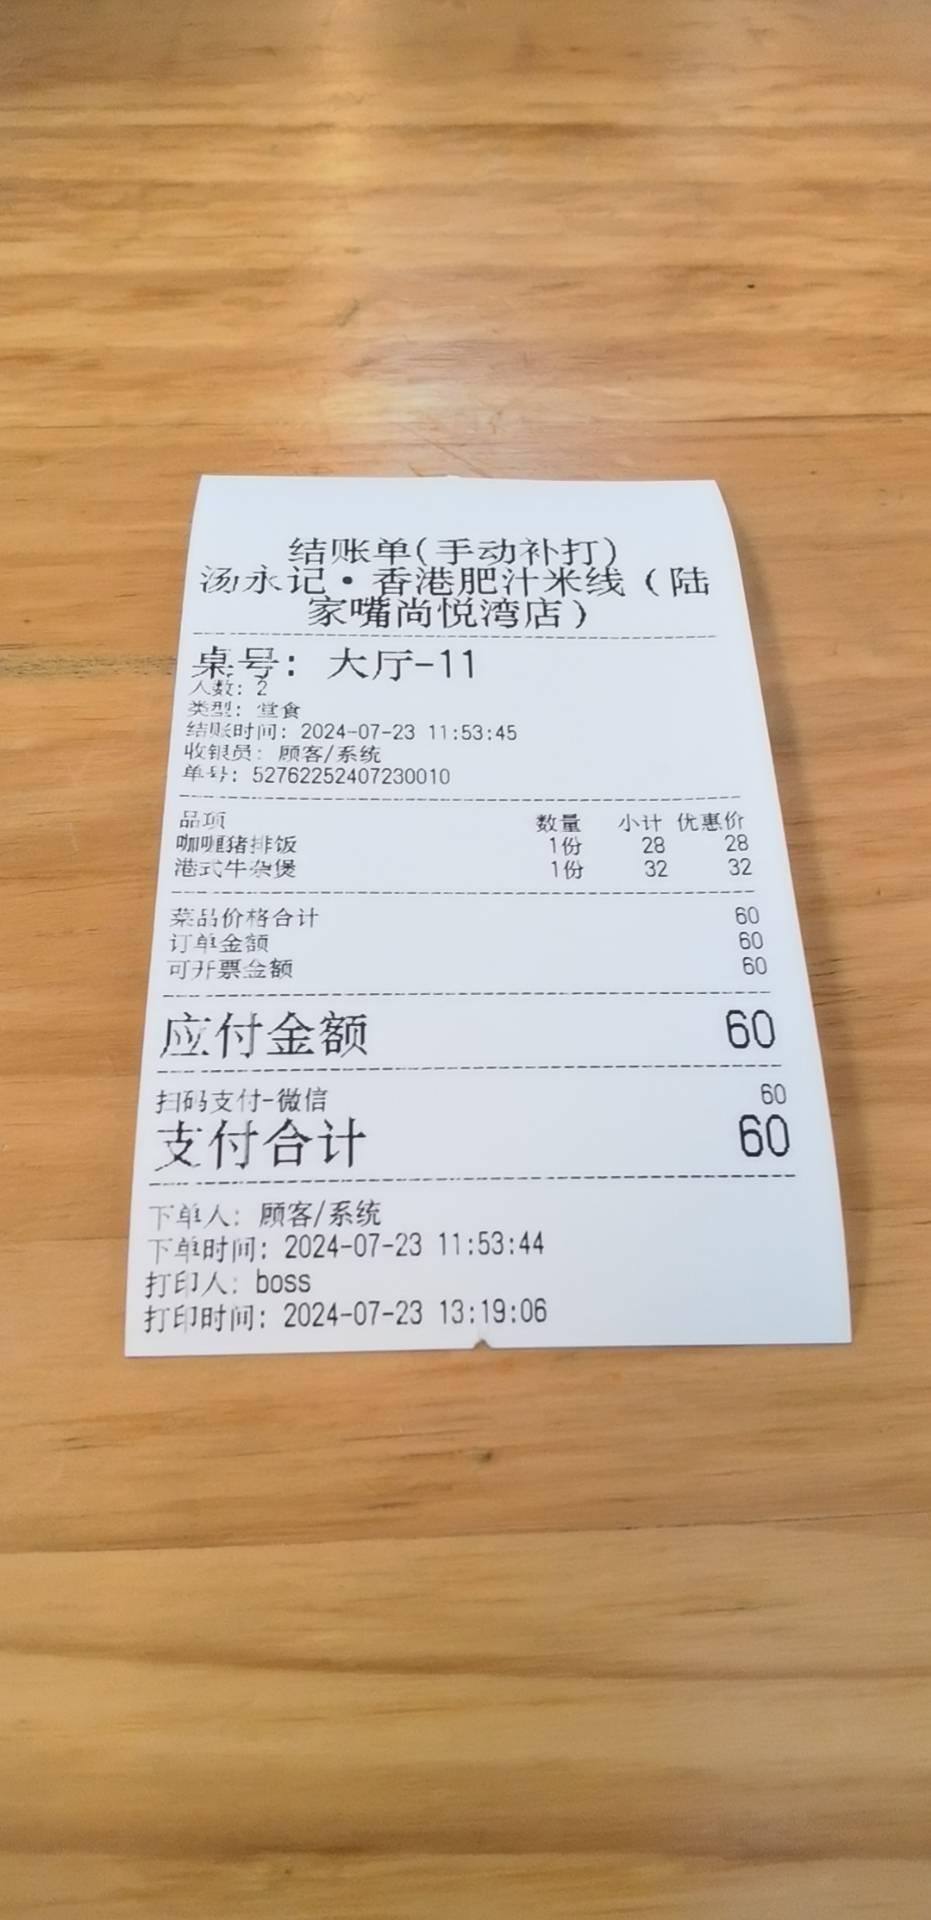 结账单(手动补打)
汤永记·香港肥汁米线（陆
家嘴尚悦湾店）
桌号: 大厅-11
人数: 2
类型: 堂食
结账时间: 2024-07-23 11:53:45
收银员: 顾客/系统
单号: 52762252407230010
品项 数量 小计 优惠价
咖喱猪排饭 1份 28 28
港式牛杂煲 1份 32 32
菜品价格合计 60
订单金额 60
可开票金额 60
应付金额 60
扫码支付-微信 60
支付合计 60
下单人: 顾客/系统
下单时间: 2024-07-23 11:53:44
打印人: boss
打印时间: 2024-07-23 13:19:06